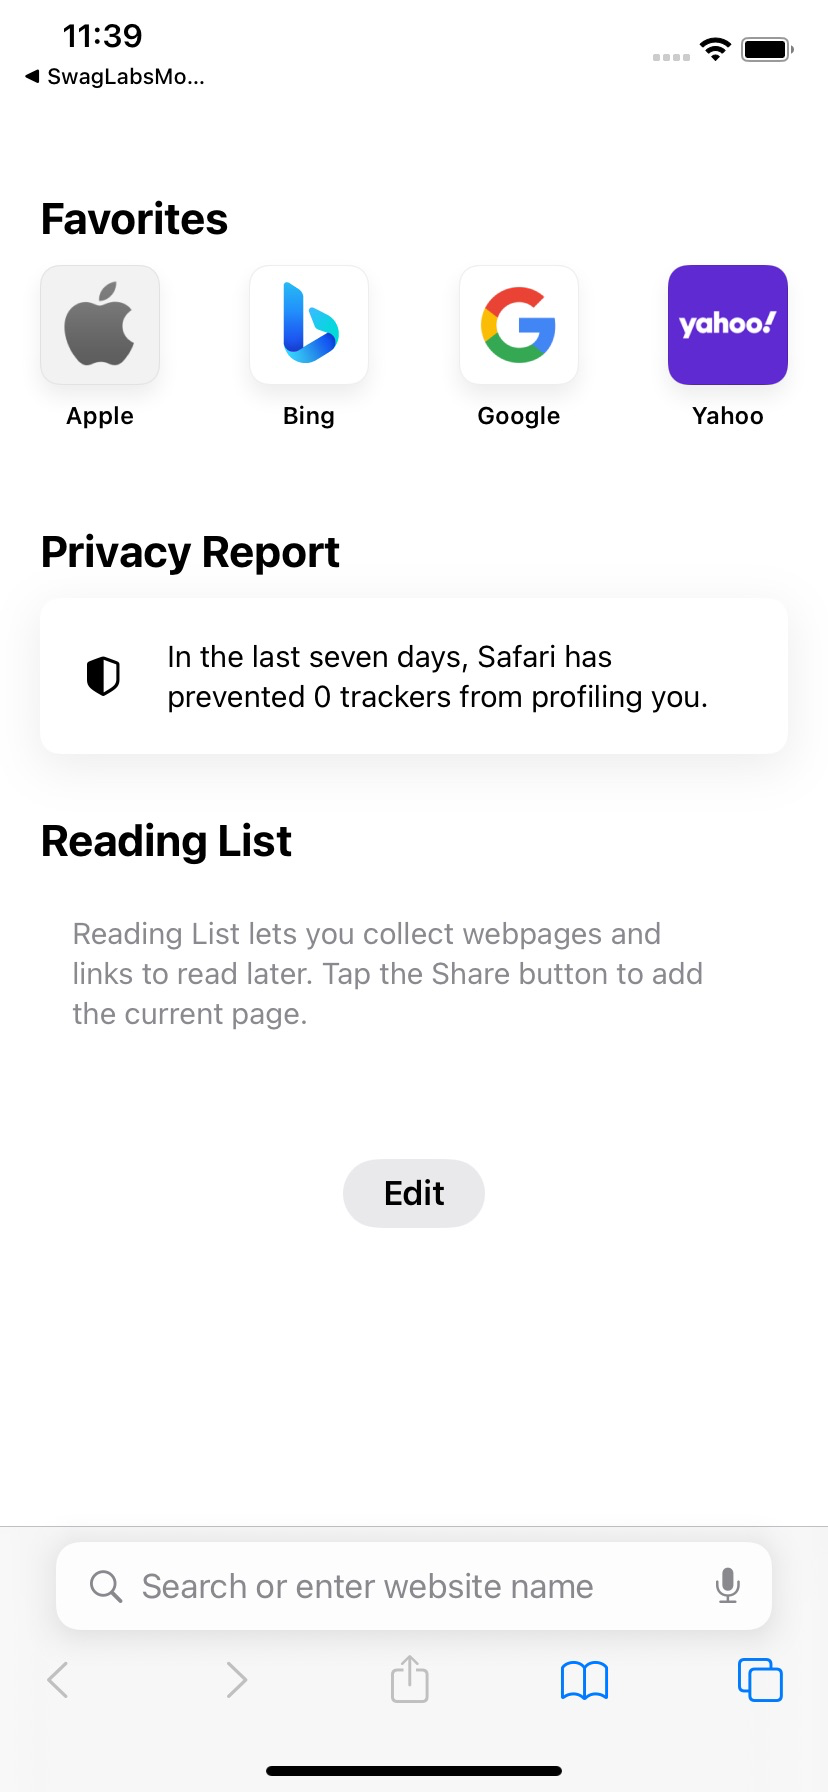 11:39
◀ SwagLabsMo...
Favorites
yahoo!
Apple Bing Google Yahoo
Privacy Report
In the last seven days, Safari has
prevented 0 trackers from profiling you.
Reading List
Reading List lets you collect webpages and
links to read later. Tap the Share button to add
the current page.
Edit
Search or enter website name